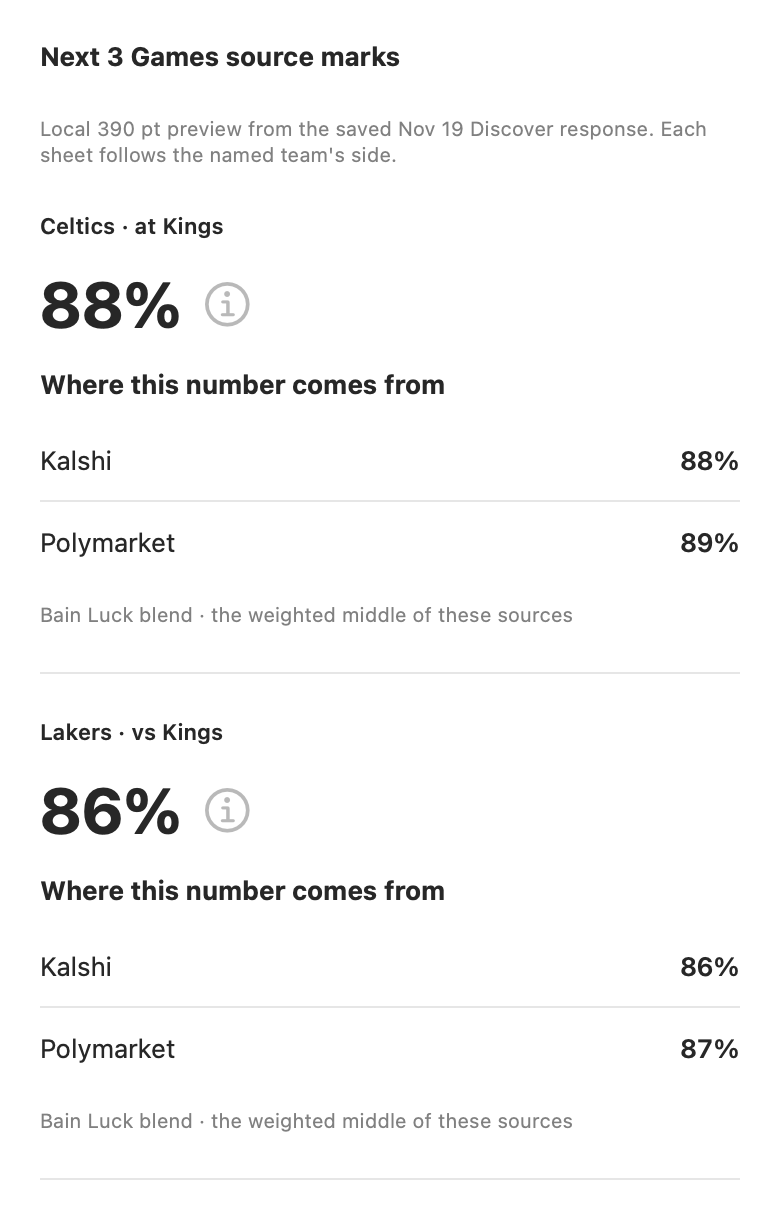 Next 3 Games source marks
Local 390 pt preview from the saved Nov 19 Discover response. Each
sheet follows the named team's side.
Celtics · at Kings
88%
Where this number comes from
Kalshi 88%
Polymarket 89%
Bain Luck blend · the weighted middle of these sources
Lakers · vs Kings
86%
Where this number comes from
Kalshi 86%
Polymarket 87%
Bain Luck blend · the weighted middle of these sources